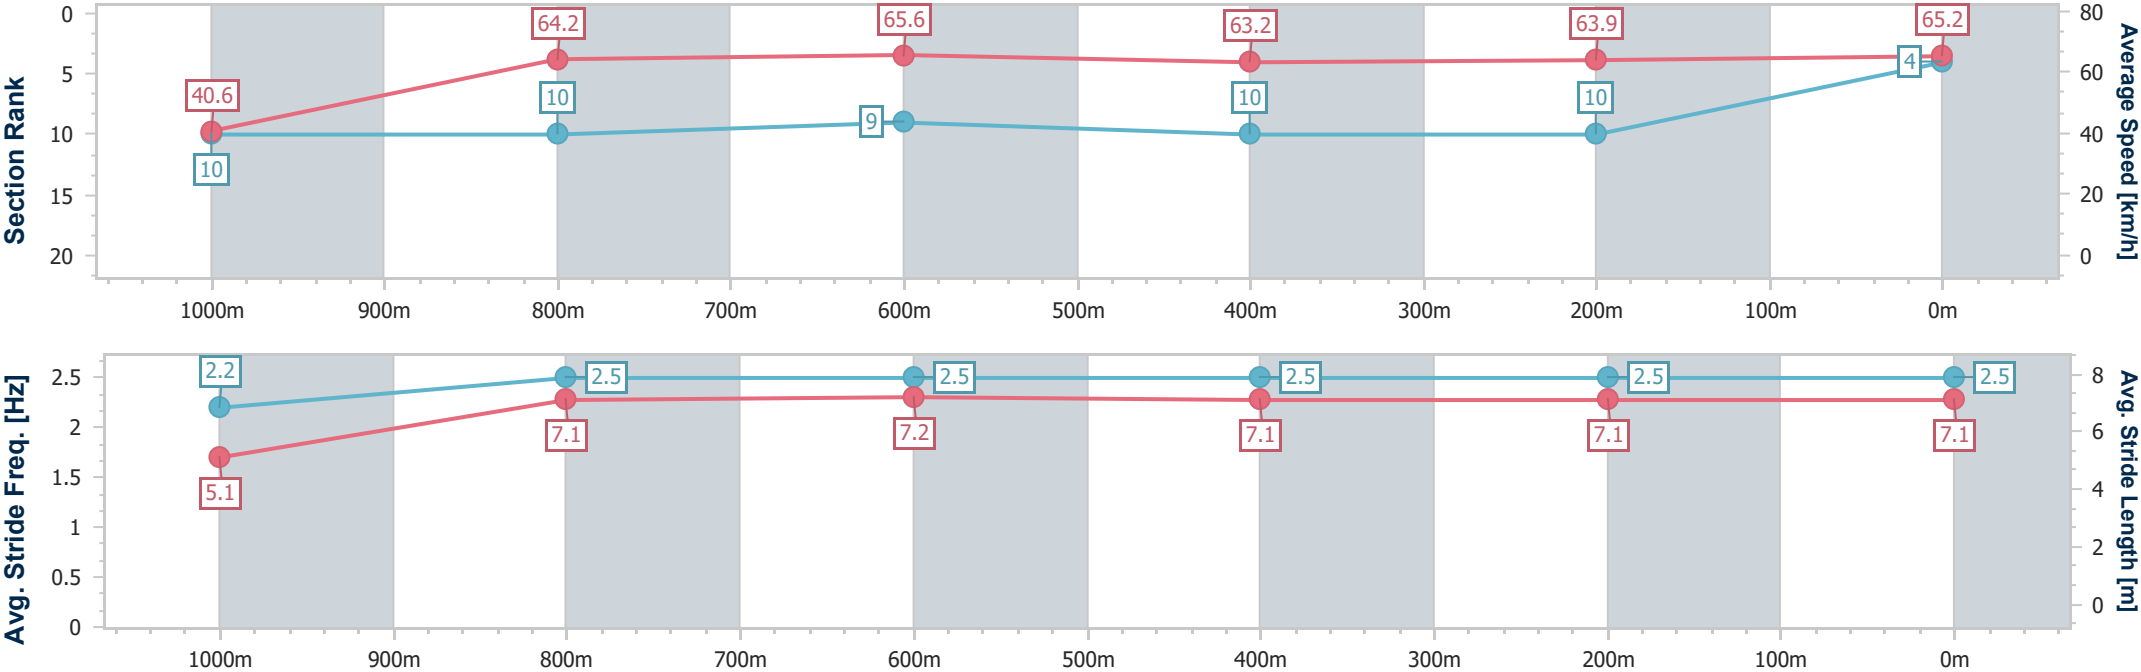 Section Rank
Average Speed [km/h]
0
5
10
15
20
80
60
40
20
0
40.6
64.2
65.6
63.2
63.9
65.2
10
10
9
10
10
4
1000m
900m
800m
700m
600m
500m
400m
300m
200m
100m
0m
Avg. Stride Freq. [Hz]
Avg. Stride Length [m]
2.5
2
1.5
1
0.5
0
8
6
4
2
0
2.2
2.5
2.5
2.5
2.5
2.5
5.1
7.1
7.2
7.1
7.1
7.1
1000m
900m
800m
700m
600m
500m
400m
300m
200m
100m
0m